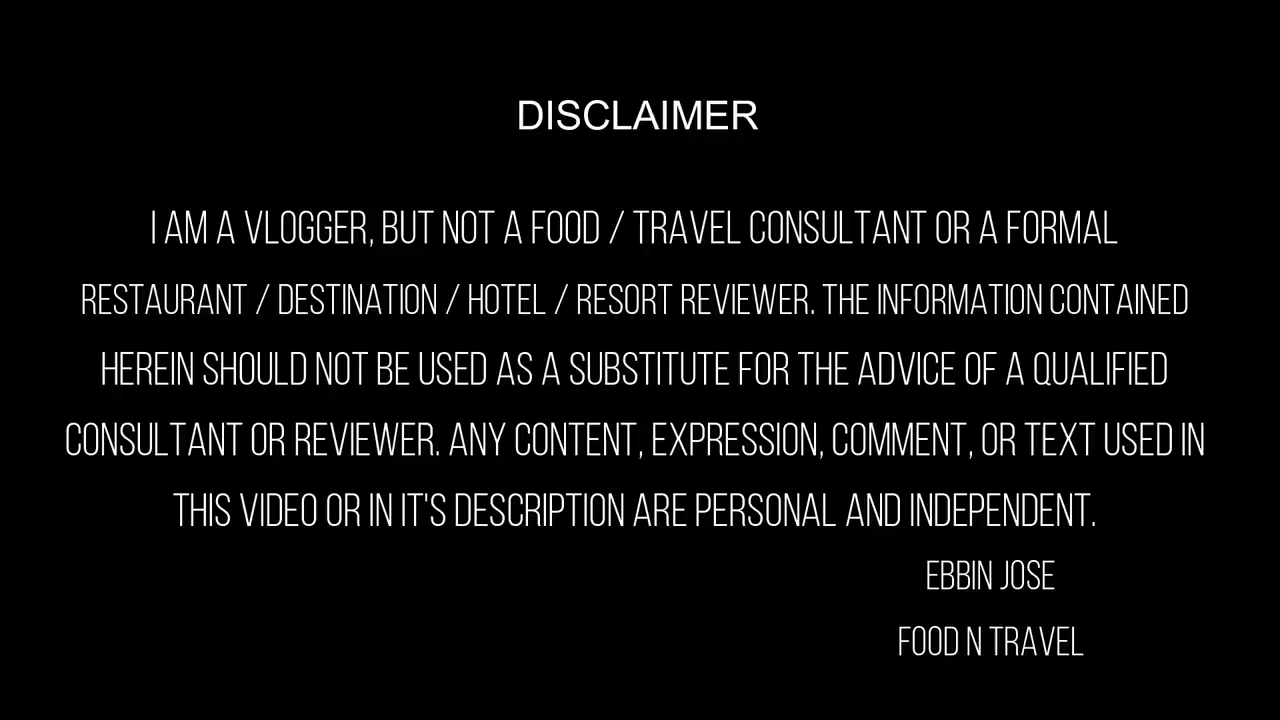 DISCLAIMER
I AM A VLOGGER, BUT NOT A FOOD / TRAVEL CONSULTANT OR A FORMAL
RESTAURANT / DESTINATION / HOTEL / RESORT REVIEWER. THE INFORMATION CONTAINED
HEREIN SHOULD NOT BE USED AS A SUBSTITUTE FOR THE ADVICE OF A QUALIFIED
CONSULTANT OR REVIEWER. ANY CONTENT, EXPRESSION, COMMENT, OR TEXT USED IN
THIS VIDEO OR IN IT'S DESCRIPTION ARE PERSONAL AND INDEPENDENT.
EBBIN JOSE
FOOD N TRAVEL